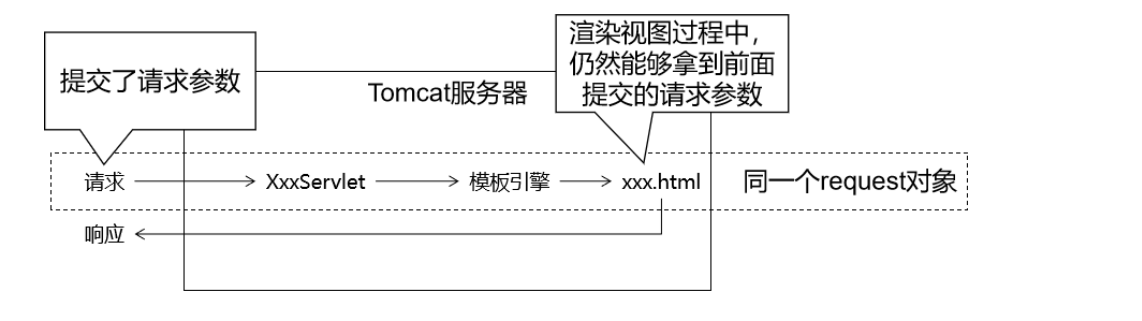 渲染视图过程中，
仍然能够拿到前面
提交的请求参数
提交了请求参数
Tomcat服务器
请求 XxxServlet 模板引擎 xxx.html 同一个request对象
响应